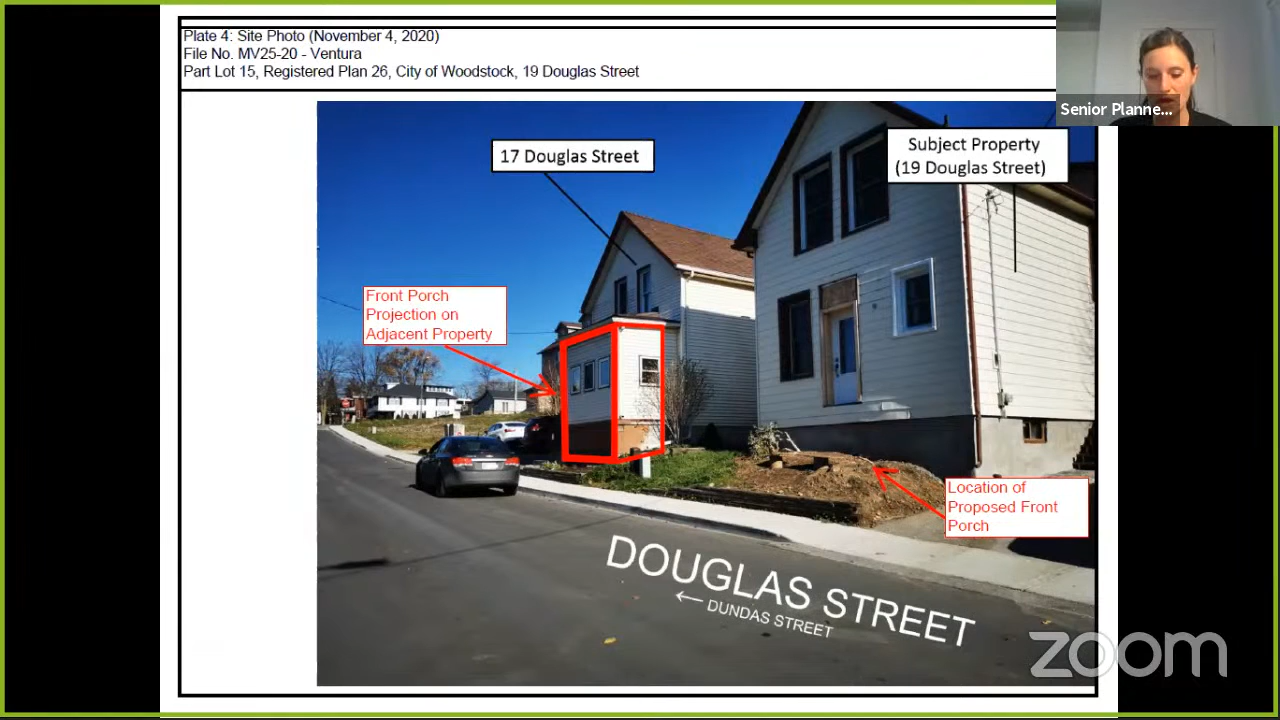 Plate 4: Site Photo (November 4, 2020)
File No. MV25-20 - Ventura
Part Lot 15, Registered Plan 26, City of Woodstock, 19 Douglas Street
Senior Planne...
17 Douglas Street
Subject Property
(19 Douglas Street)
Front Porch
Projection on
Adjacent Property
Location of
Proposed Front
Porch
DOUGLAS STREET
← DUNDAS STREET
zoom